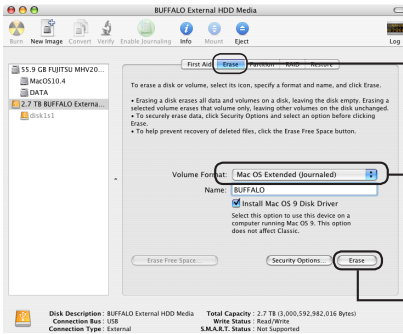 BUFFALO External HDD Media
Burn New Image Convert Verify Enable Journaling Info Mount Eject Log
First Aid Erase Partition RAID Restore
55.9 GB FUJITSU MHV20...
MacOS10.4
DATA
2.7 TB BUFFALO Externa...
disk1s1
To erase a disk or volume, select its icon, specify a format and name, and click Erase.
• Erasing a disk erases all data and volumes on a disk, leaving the disk empty. Erasing a
selected volume erases that volume only, leaving other volumes on the disk unchanged.
• To securely erase data, click Security Options and select an option before clicking
Erase.
• To help prevent recovery of deleted files, click the Erase Free Space button.
Volume Format: Mac OS Extended (Journaled)
Name: BUFFALO
Install Mac OS 9 Disk Driver
Select this option to use this device on a
computer running Mac OS 9. This option
does not affect Classic.
Erase Free Space... Security Options... Erase
Disk Description : BUFFALO External HDD Media Total Capacity : 2.7 TB (3,000,592,982,016 Bytes)
Connection Bus : USB Write Status : Read/Write
Connection Type : External S.M.A.R.T. Status : Not Supported